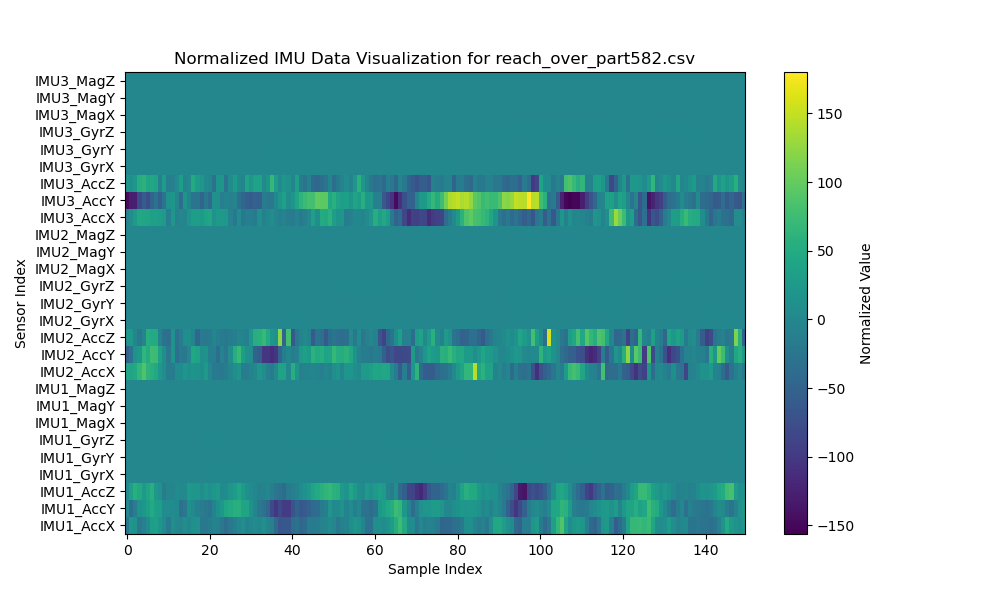 Normalized IMU Data Visualization for reach_over_part582.csv
IMU3_MagZ
IMU3_MagY
IMU3_MagX
IMU3_GyrZ
IMU3_GyrY
IMU3_GyrX
IMU3_AccZ
IMU3_AccY
IMU3_AccX
IMU2_MagZ
IMU2_MagY
IMU2_MagX
IMU2_GyrZ
IMU2_GyrY
IMU2_GyrX
IMU2_AccZ
IMU2_AccY
IMU2_AccX
IMU1_MagZ
IMU1_MagY
IMU1_MagX
IMU1_GyrZ
IMU1_GyrY
IMU1_GyrX
IMU1_AccZ
IMU1_AccY
IMU1_AccX
Sensor Index
0 20 40 60 80 100 120 140
Sample Index
150
100
50
0
−50
−100
−150
Normalized Value